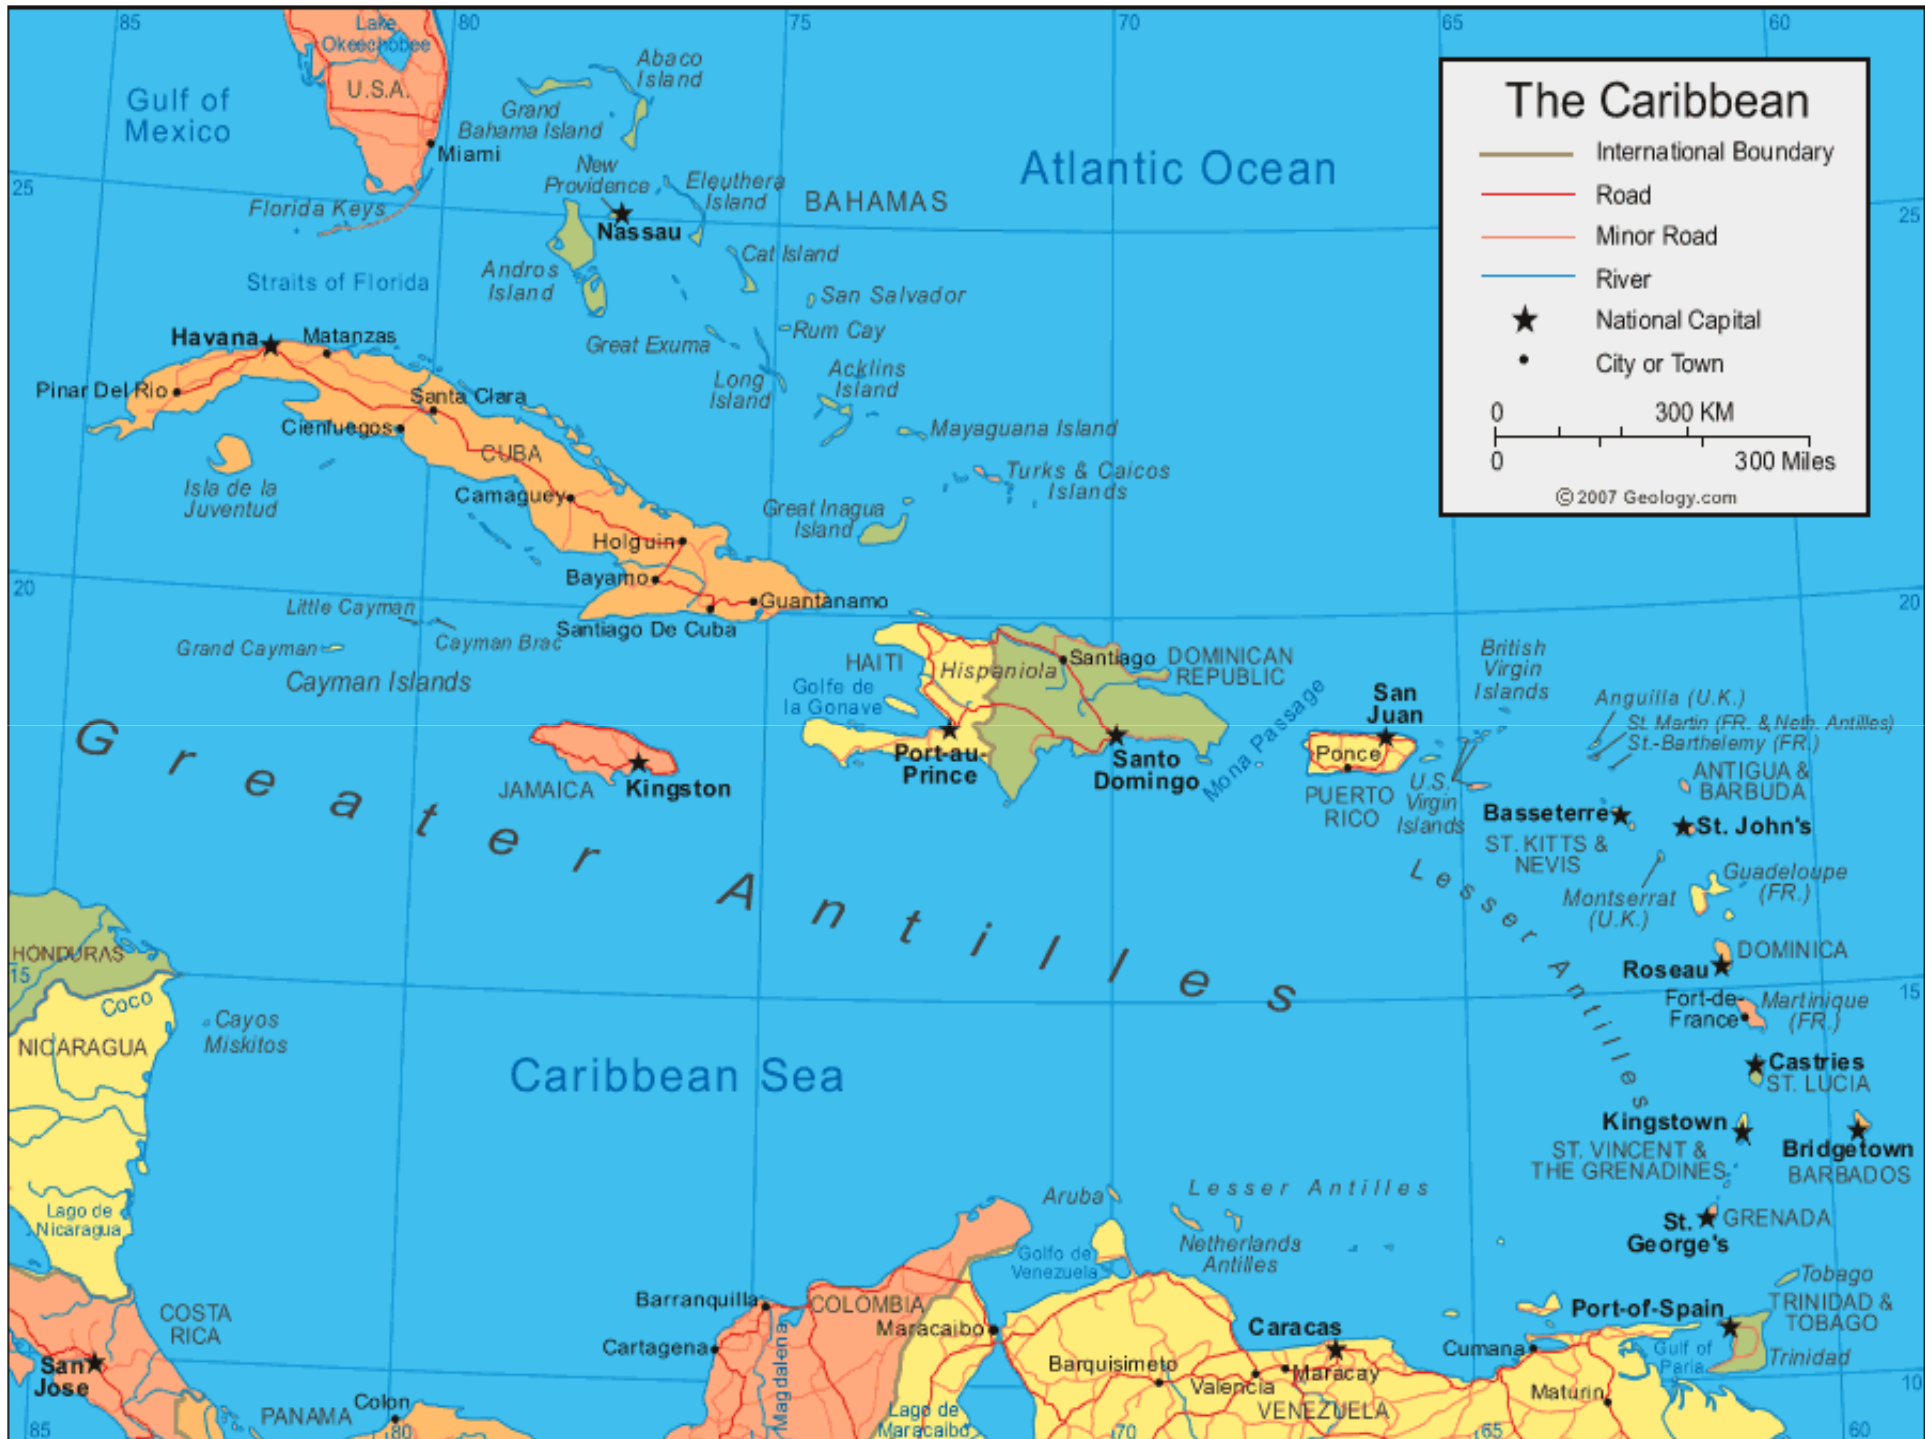 85
80
75
70
65
60
Lake
Okeechobee
U.S.A.
Gulf of
Mexico
Miami
Florida Keys
Straits of Florida
Abaco
Island
Grand
Bahama Island
New
Providence
Eleuthera
Island
BAHAMAS
Nassau
Andros
Island
Cat Island
San Salvador
Rum Cay
Great Exuma
Long
Island
Acklins
Island
Mayaguana Island
Turks & Caicos
Islands
Great Inagua
Island
Atlantic Ocean
The Caribbean
International Boundary
Road
Minor Road
River
National Capital
City or Town
0 300 KM
0 300 Miles
©2007 Geology.com
25
25
Havana
Matanzas
Pinar Del Rio
Santa Clara
Cienfuegos
CUBA
Isla de la
Juventud
Camaguey
Holguin
Bayamo
Guantanamo
Santiago De Cuba
20
20
Little Cayman
Cayman Brac
Grand Cayman
Cayman Islands
HAITI
Hispaniola
Santiago
DOMINICAN
REPUBLIC
Golfe de
la Gonave
Port-au-
Prince
Santo
Domingo
Mona Passage
San
Juan
Ponce
PUERTO
RICO
British
Virgin
Islands
U.S.
Virgin
Islands
Anguilla (U.K.)
St. Martin (FR. & Neth. Antilles)
St.-Barthelemy (FR.)
ANTIGUA &
BARBUDA
Basseterre
St. John's
ST. KITTS &
NEVIS
Montserrat
(U.K.)
Guadeloupe
(FR.)
JAMAICA
Kingston
Greater Antilles
Lesser Antilles
DOMINICA
Roseau
Fort-de-
France
Martinique
(FR.)
Castries
ST. LUCIA
Kingstown
ST. VINCENT &
THE GRENADINES
Bridgetown
BARBADOS
St.
George's
GRENADA
HONDURAS
15
15
Coco
NICARAGUA
Cayos
Miskitos
Caribbean Sea
Lago de
Nicaragua
COSTA
RICA
San
Jose
PANAMA
Colon
Aruba
Lesser Antilles
Netherlands
Antilles
Golfo de
Venezuela
Barranquilla
Cartagena
COLOMBIA
Magdalena
Maracaibo
Lago de
Maracaibo
Barquisimeto
Valencia
Caracas
Maracay
VENEZUELA
Cumana
Maturin
Port-of-Spain
Tobago
TRINIDAD &
TOBAGO
Gulf of
Paria
Trinidad
10
85
80
70
65
60